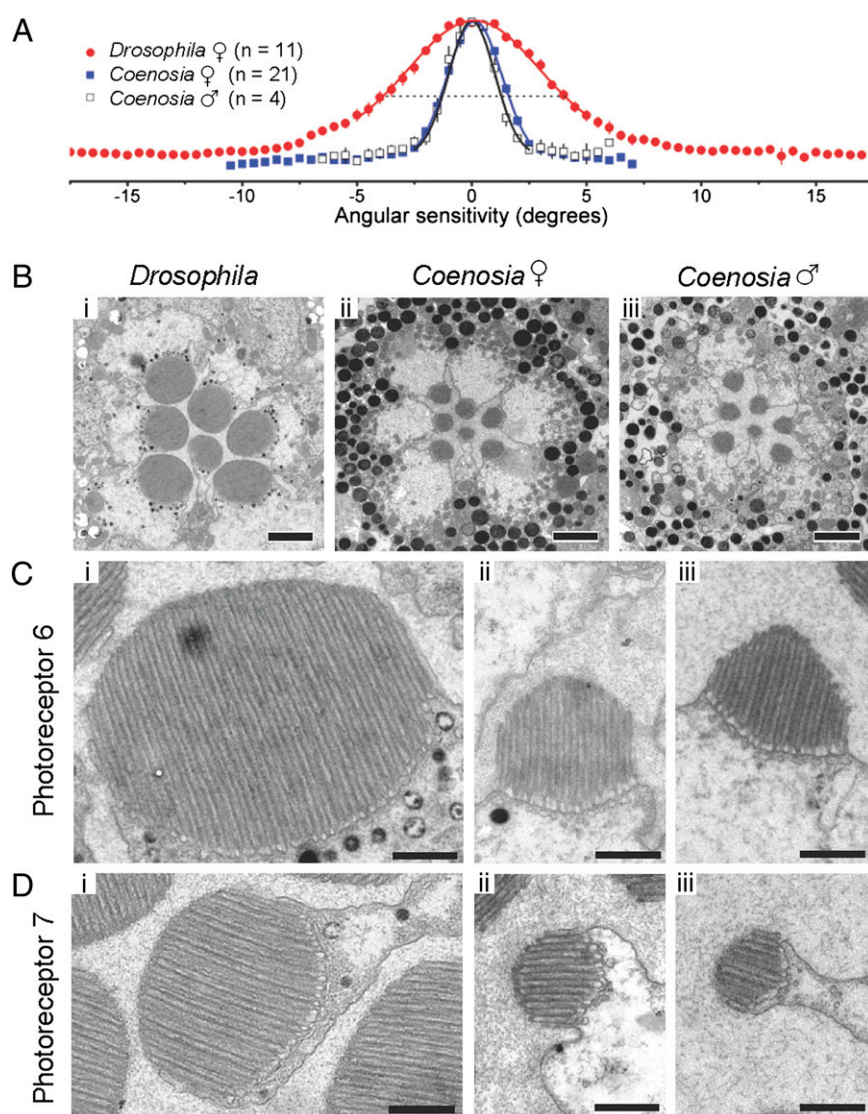 A
Drosophila ♀ (n = 11)
Coenosia ♀ (n = 21)
Coenosia ♂ (n = 4)
-15 -10 -5 0 5 10 15
Angular sensitivity (degrees)
B
Drosophila Coenosia ♀ Coenosia ♂
i ii iii
C
Photoreceptor 6
i ii iii
D
Photoreceptor 7
i ii iii